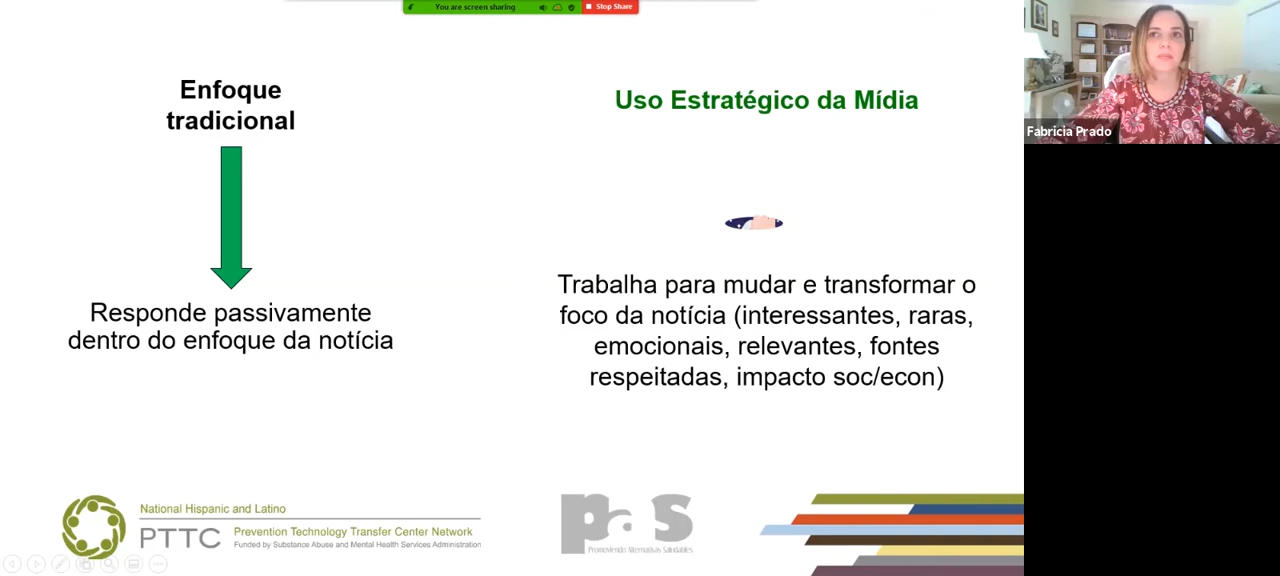 You are screen sharing
Stop Share
Enfoque
tradicional
Uso Estratégico da Mídia
Fabricia Prado
Responde passivamente
dentro do enfoque da notícia
Trabalha para mudar e transformar o
foco da notícia (interessantes, raras,
emocionais, relevantes, fontes
respeitadas, impacto soc/econ)
National Hispanic and Latino
PTTC
Prevention Technology Transfer Center Network
Funded by Substance Abuse and Mental Health Services Administration
pas
Promoviendo Alternativas Saludables